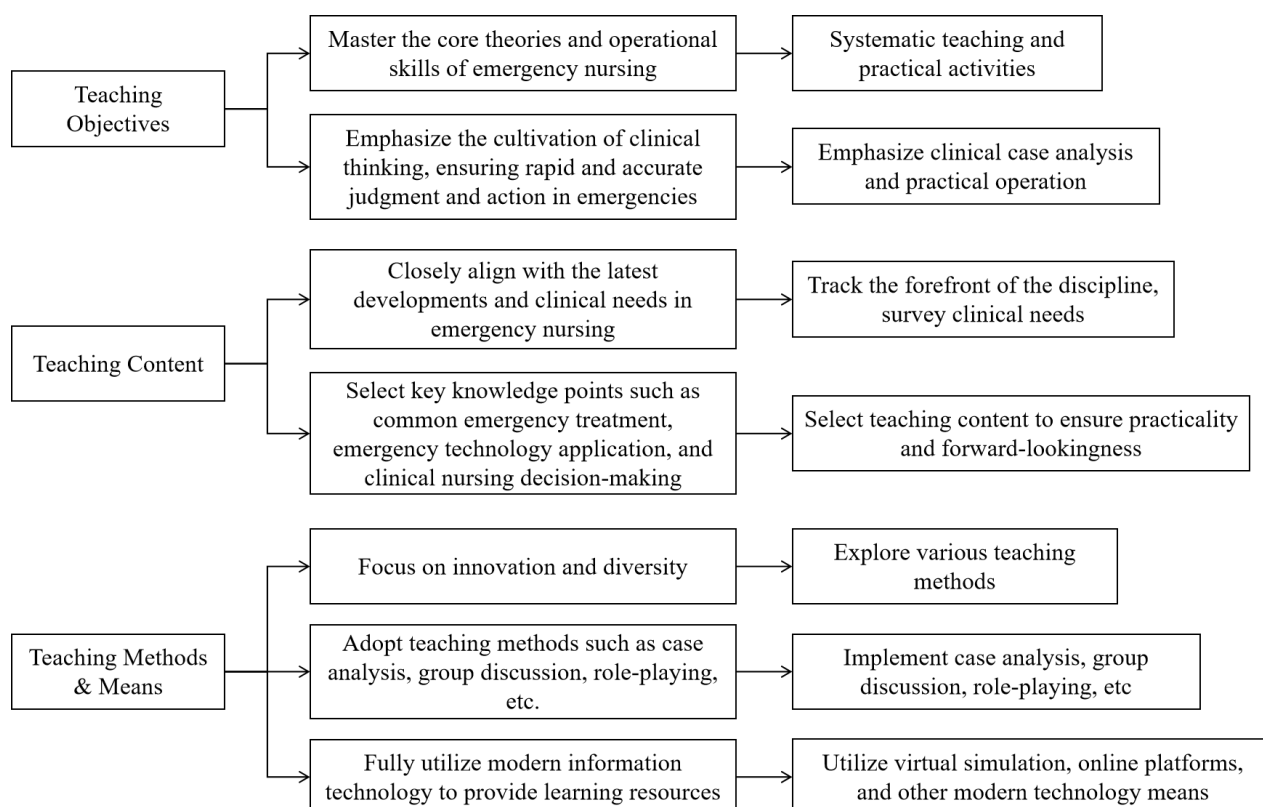 Teaching
Objectives
Master the core theories and operational
skills of emergency nursing
Systematic teaching and
practical activities
Emphasize the cultivation of clinical
thinking, ensuring rapid and accurate
judgment and action in emergencies
Emphasize clinical case analysis
and practical operation
Teaching Content
Closely align with the latest
developments and clinical needs in
emergency nursing
Track the forefront of the discipline,
survey clinical needs
Select key knowledge points such as
common emergency treatment,
emergency technology application, and
clinical nursing decision-making
Select teaching content to ensure practicality
and forward-lookingness
Teaching Methods
& Means
Focus on innovation and diversity
Explore various teaching
methods
Adopt teaching methods such as case
analysis, group discussion, role-playing,
etc.
Implement case analysis, group
discussion, role-playing, etc
Fully utilize modern information
technology to provide learning resources
Utilize virtual simulation, online platforms,
and other modern technology means